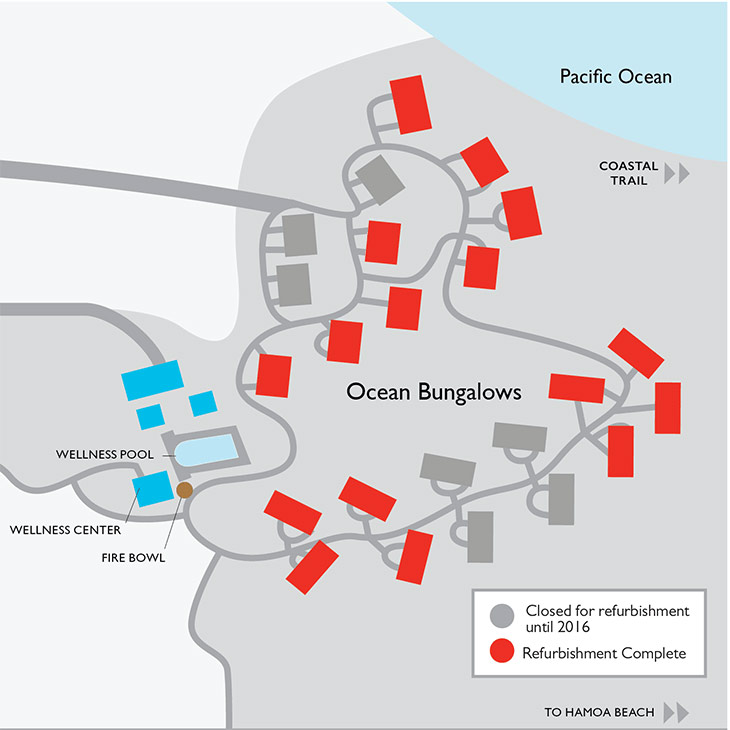 Pacific Ocean
COASTAL
TRAIL
Ocean Bungalows
WELLNESS POOL
WELLNESS CENTER
FIRE BOWL
Closed for refurbishment
until 2016
Refurbishment Complete
TO HAMOA BEACH